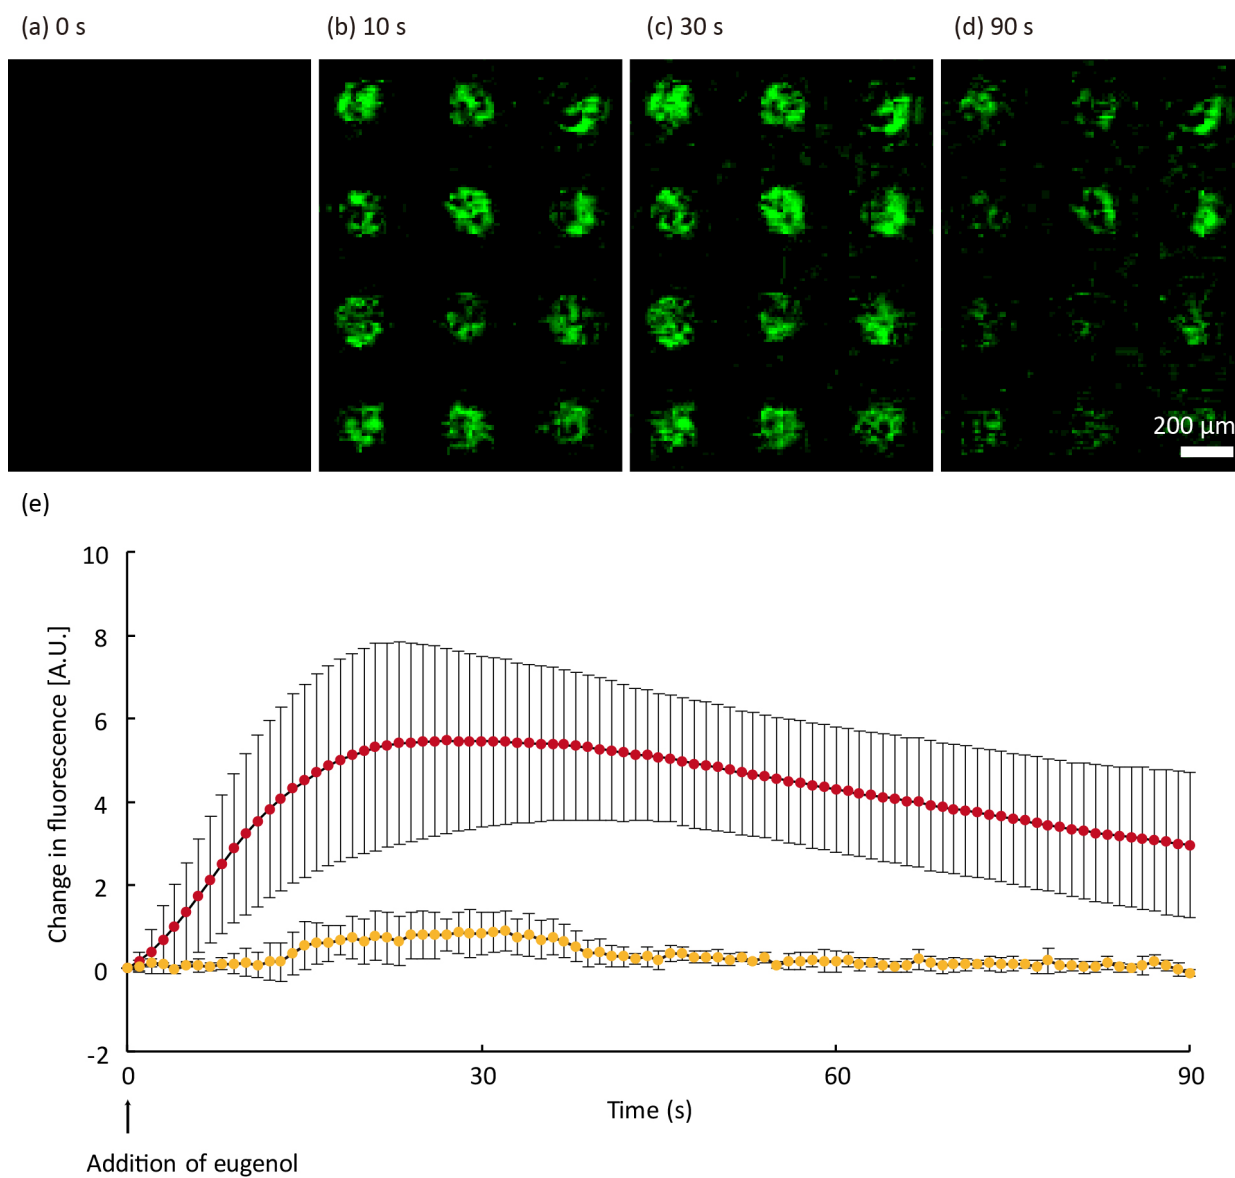 (a) 0 s
(b) 10 s
(c) 30 s
(d) 90 s
200 μm
(e)
10
8
6
4
2
0
-2
Change in fluorescence [A.U.]
0
30
60
90
Time (s)
Addition of eugenol